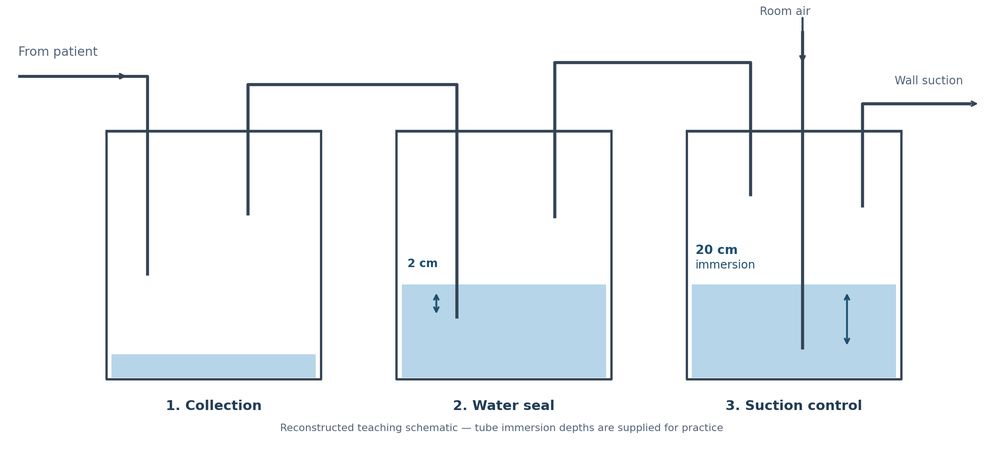 Room air
From patient
Wall suction
20 cm
immersion
2 cm
1. Collection
2. Water seal
3. Suction control
Reconstructed teaching schematic — tube immersion depths are supplied for practice